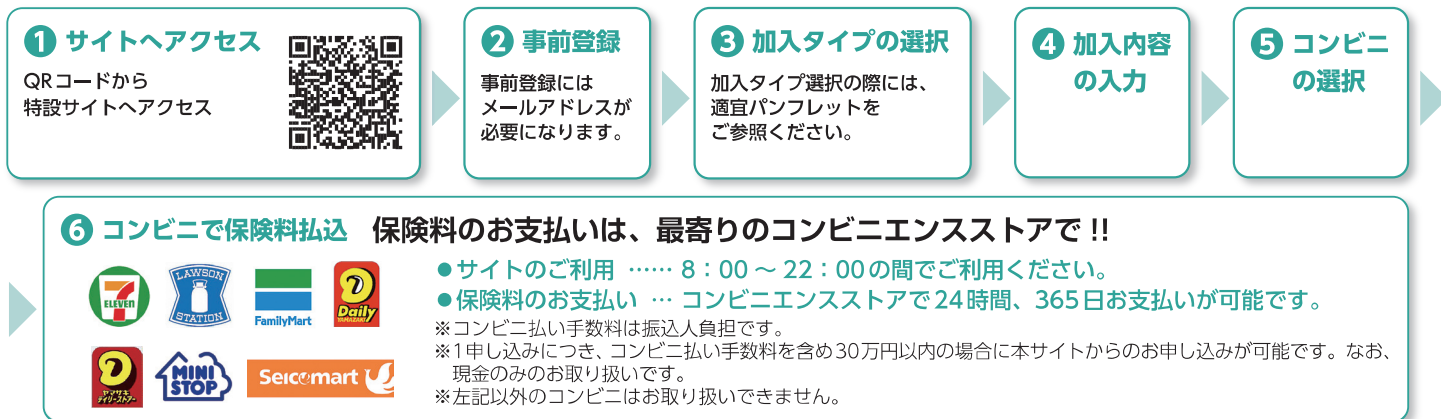 ❶ サイトへアクセス
QRコードから
特設サイトへアクセス
❷ 事前登録
事前登録には
メールアドレスが
必要になります。
❸ 加入タイプの選択
加入タイプ選択の際には、
適宜パンフレットを
ご参照ください。
❹ 加入内容
の入力
❺ コンビニ
の選択
❻ コンビニで保険料払込 保険料のお支払いは、最寄りのコンビニエンスストアで!!
7
ELEVEN
LAWSON
STATION
FamilyMart
D
Daily
YAMAZAKI
D
ヤマザキ
デイリーストアー
MINI
STOP
Seicomart
●サイトのご利用 …… 8:00 ~ 22:00の間でご利用ください。
●保険料のお支払い … コンビニエンスストアで24時間、365日お支払いが可能です。
※コンビニ払い手数料は振込人負担です。
※1申し込みにつき、コンビニ払い手数料を含め30万円以内の場合に本サイトからのお申し込みが可能です。なお、
現金のみのお取り扱いです。
※左記以外のコンビニはお取り扱いできません。